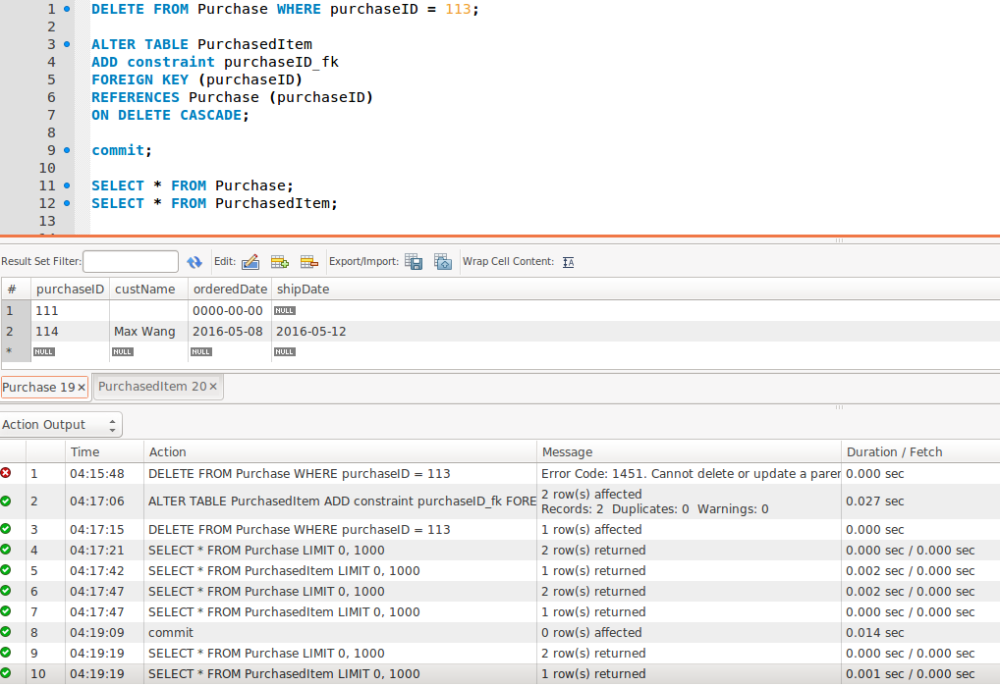 1 DELETE FROM Purchase WHERE purchaseID = 113;
2
3 ALTER TABLE PurchasedItem
4 ADD constraint purchaseID_fk
5 FOREIGN KEY (purchaseID)
6 REFERENCES Purchase (purchaseID)
7 ON DELETE CASCADE;
8
9 commit;
10
11 SELECT * FROM Purchase;
12 SELECT * FROM PurchasedItem;
13
Result Set Filter: Edit: Export/Import: Wrap Cell Content: IA
# purchaseID custName orderedDate shipDate
1 111 0000-00-00 NULL
2 114 Max Wang 2016-05-08 2016-05-12
* NULL NULL NULL NULL
Purchase 19 × PurchasedItem 20 ×
Action Output
Time Action Message Duration / Fetch
1 04:15:48 DELETE FROM Purchase WHERE purchaseID = 113 Error Code: 1451. Cannot delete or update a parer 0.000 sec
2 04:17:06 ALTER TABLE PurchasedItem ADD constraint purchaseID_fk FORE 2 row(s) affected 0.027 sec
Records: 2 Duplicates: 0 Warnings: 0
3 04:17:15 DELETE FROM Purchase WHERE purchaseID = 113 1 row(s) affected 0.000 sec
4 04:17:21 SELECT * FROM Purchase LIMIT 0, 1000 2 row(s) returned 0.000 sec / 0.000 sec
5 04:17:42 SELECT * FROM PurchasedItem LIMIT 0, 1000 1 row(s) returned 0.002 sec / 0.000 sec
6 04:17:47 SELECT * FROM Purchase LIMIT 0, 1000 2 row(s) returned 0.002 sec / 0.000 sec
7 04:17:47 SELECT * FROM PurchasedItem LIMIT 0, 1000 1 row(s) returned 0.000 sec / 0.000 sec
8 04:19:09 commit 0 row(s) affected 0.014 sec
9 04:19:19 SELECT * FROM Purchase LIMIT 0, 1000 2 row(s) returned 0.000 sec / 0.000 sec
10 04:19:19 SELECT * FROM PurchasedItem LIMIT 0, 1000 1 row(s) returned 0.001 sec / 0.000 sec